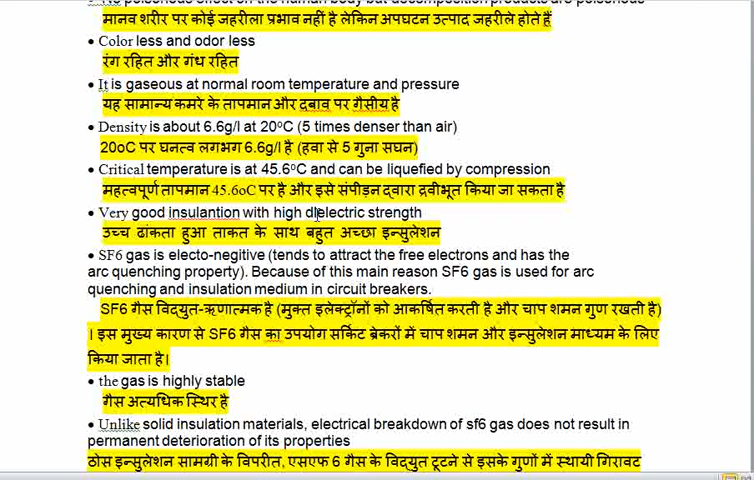 मानव शरीर पर कोई जहरीला प्रभाव नहीं है लेकिन अपघटन उत्पाद जहरीले होते हैं
• Color less and odor less
रंग रहित और गंध रहित
• It is gaseous at normal room temperature and pressure
यह सामान्य कमरे के तापमान और दबाव पर गैसीय है
• Density is about 6.6g/l at 20°C (5 times denser than air)
20oC पर घनत्व लगभग 6.6g/l है (हवा से 5 गुना सघन)
• Critical temperature is at 45.6°C and can be liquefied by compression
महत्वपूर्ण तापमान 45.6oC पर है और इसे संपीड़न द्वारा द्रवीभूत किया जा सकता है
• Very good insulantion with high dielectric strength
उच्च ढांकता हुआ ताकत के साथ बहुत अच्छा इन्सुलेशन
• SF6 gas is electo-negitive (tends to attract the free electrons and has the
arc quenching property). Because of this main reason SF6 gas is used for arc
quenching and insulation medium in circuit breakers.
SF6 गैस विद्युत-ऋणात्मक है (मुक्त इलेक्ट्रॉनों को आकर्षित करती है और चाप शमन गुण रखती है)
। इस मुख्य कारण से SF6 गैस का उपयोग सर्किट ब्रेकरों में चाप शमन और इन्सुलेशन माध्यम के लिए
किया जाता है।
• the gas is highly stable
गैस अत्यधिक स्थिर है
• Unlike solid insulation materials, electrical breakdown of sf6 gas does not result in
permanent deterioration of its properties
ठोस इन्सुलेशन सामग्री के विपरीत, एसएफ 6 गैस के विद्युत टूटने से इसके गुणों में स्थायी गिरावट